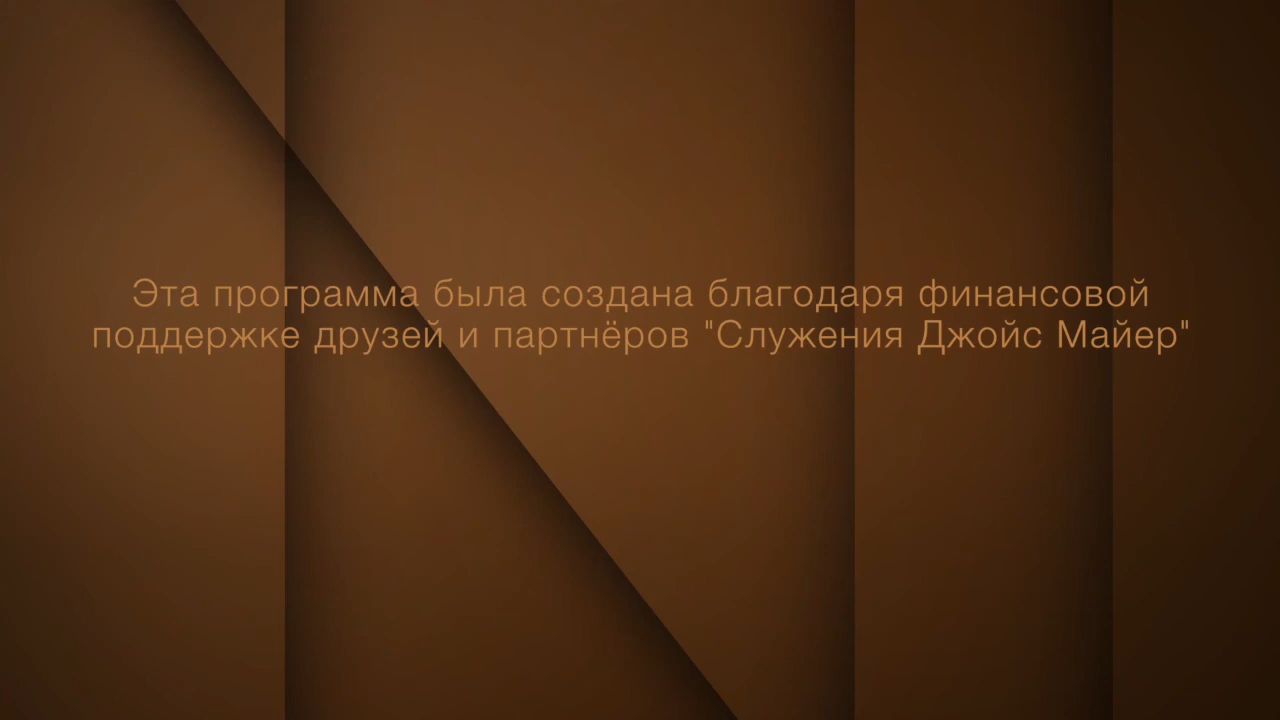 Эта программа была создана благодаря финансовой
поддержке друзей и партнёров "Служения Джойс Майер"